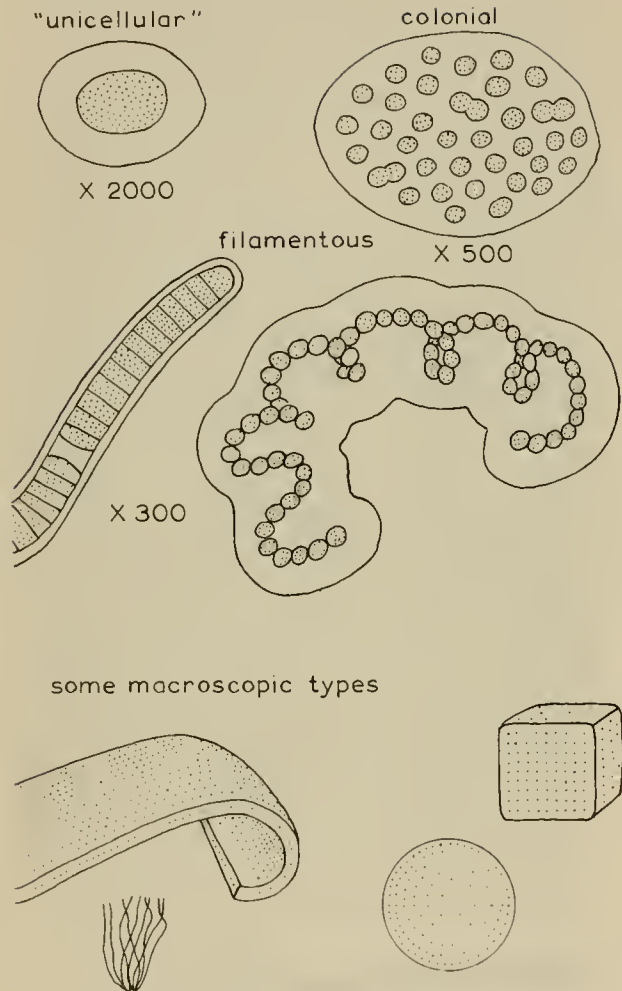 "unicellular"
colonial
X 2000
filamentous
X 500
X 300
some macroscopic types